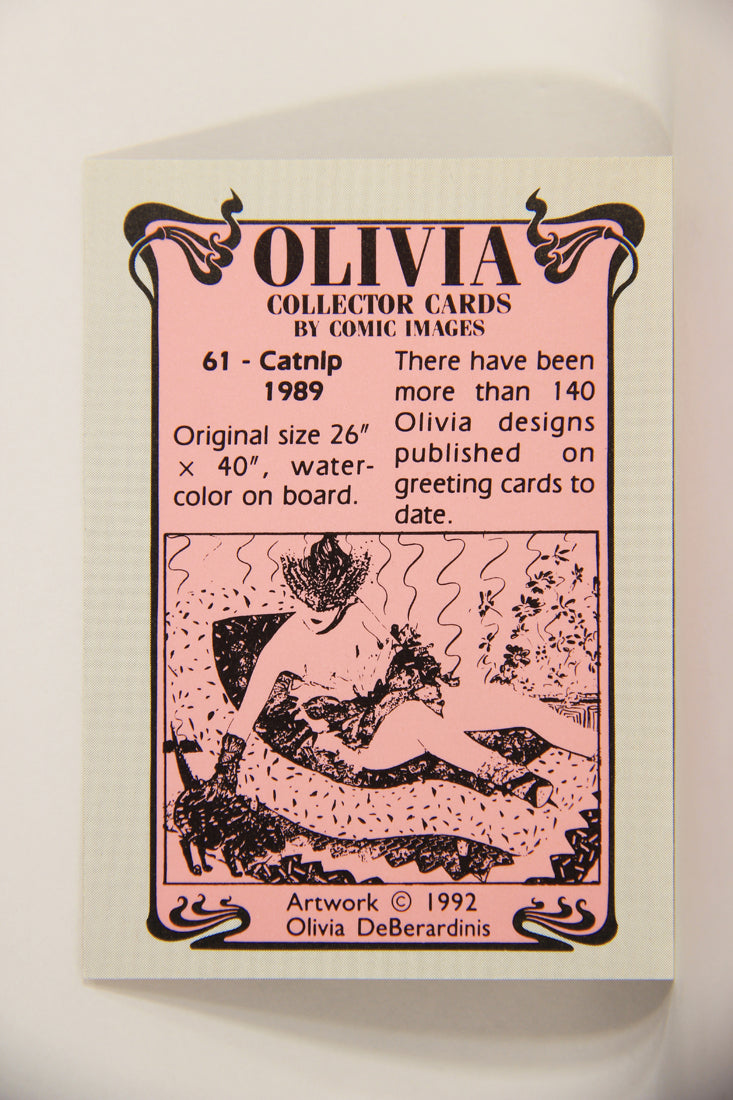 OLIVIA
COLLECTOR CARDS
BY COMIC IMAGES
61 - Catnip
1989
Original size 26"
x 40", water-
color on board.
There have been
more than 140
Olivia designs
published on
greeting cards to
date.
Artwork © 1992
Olivia DeBerardinis